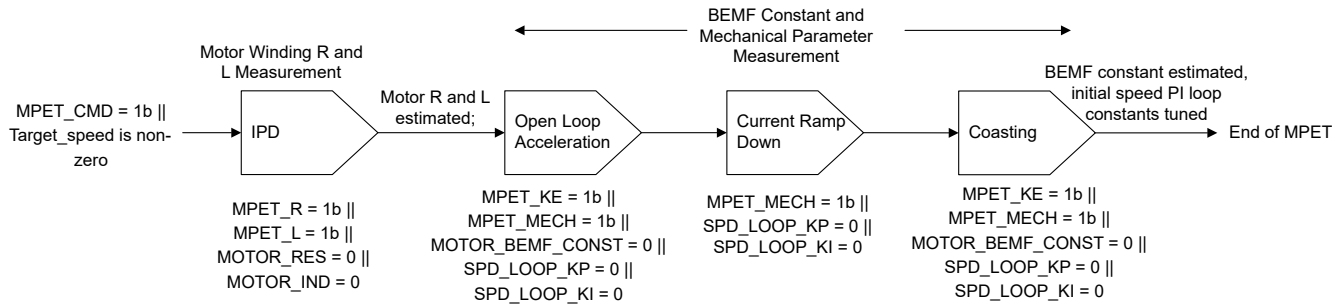 BEMF Constant and
Mechanical Parameter
Measurement
Motor Winding R and
L Measurement
MPET_CMD = 1b ||
Target_speed is non-
zero
IPD
Motor R and L
estimated;
Open Loop
Acceleration
Current Ramp
Down
Coasting
BEMF constant estimated,
initial speed PI loop
constants tuned
End of MPET
MPET_R = 1b ||
MPET_L = 1b ||
MOTOR_RES = 0 ||
MOTOR_IND = 0
MPET_KE = 1b ||
MPET_MECH = 1b ||
MOTOR_BEMF_CONST = 0 ||
SPD_LOOP_KP = 0 ||
SPD_LOOP_KI = 0
MPET_MECH = 1b ||
SPD_LOOP_KP = 0 ||
SPD_LOOP_KI = 0
MPET_KE = 1b ||
MPET_MECH = 1b ||
MOTOR_BEMF_CONST = 0 ||
SPD_LOOP_KP = 0 ||
SPD_LOOP_KI = 0